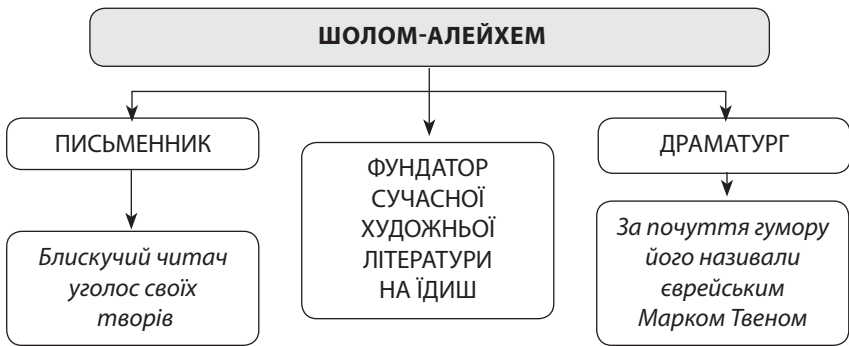 ШОЛОМ-АЛЕЙХЕМ
ПИСЬМЕННИК
Блискучий читач
уголос своїх
творів
ФУНДАТОР
СУЧАСНОЇ
ХУДОЖНЬОЇ
ЛІТЕРАТУРИ
НА ЇДИШ
ДРАМАТУРГ
За почуття гумору
його називали
єврейським
Марком Твеном